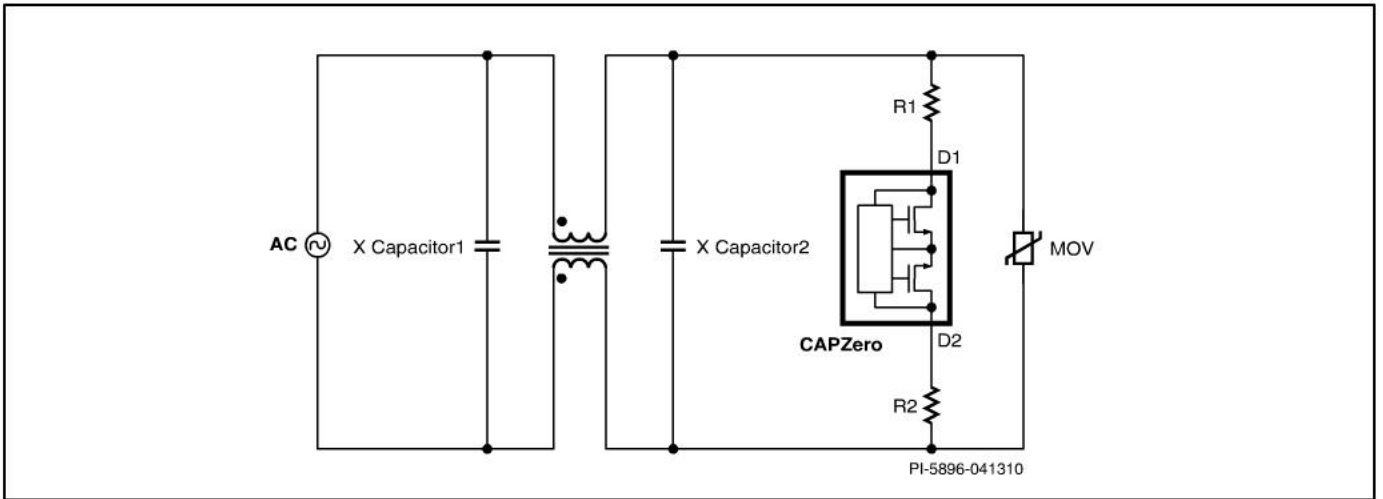 R1
D1
AC
X Capacitor1
X Capacitor2
MOV
CAPZero
D2
R2
PI-5896-041310